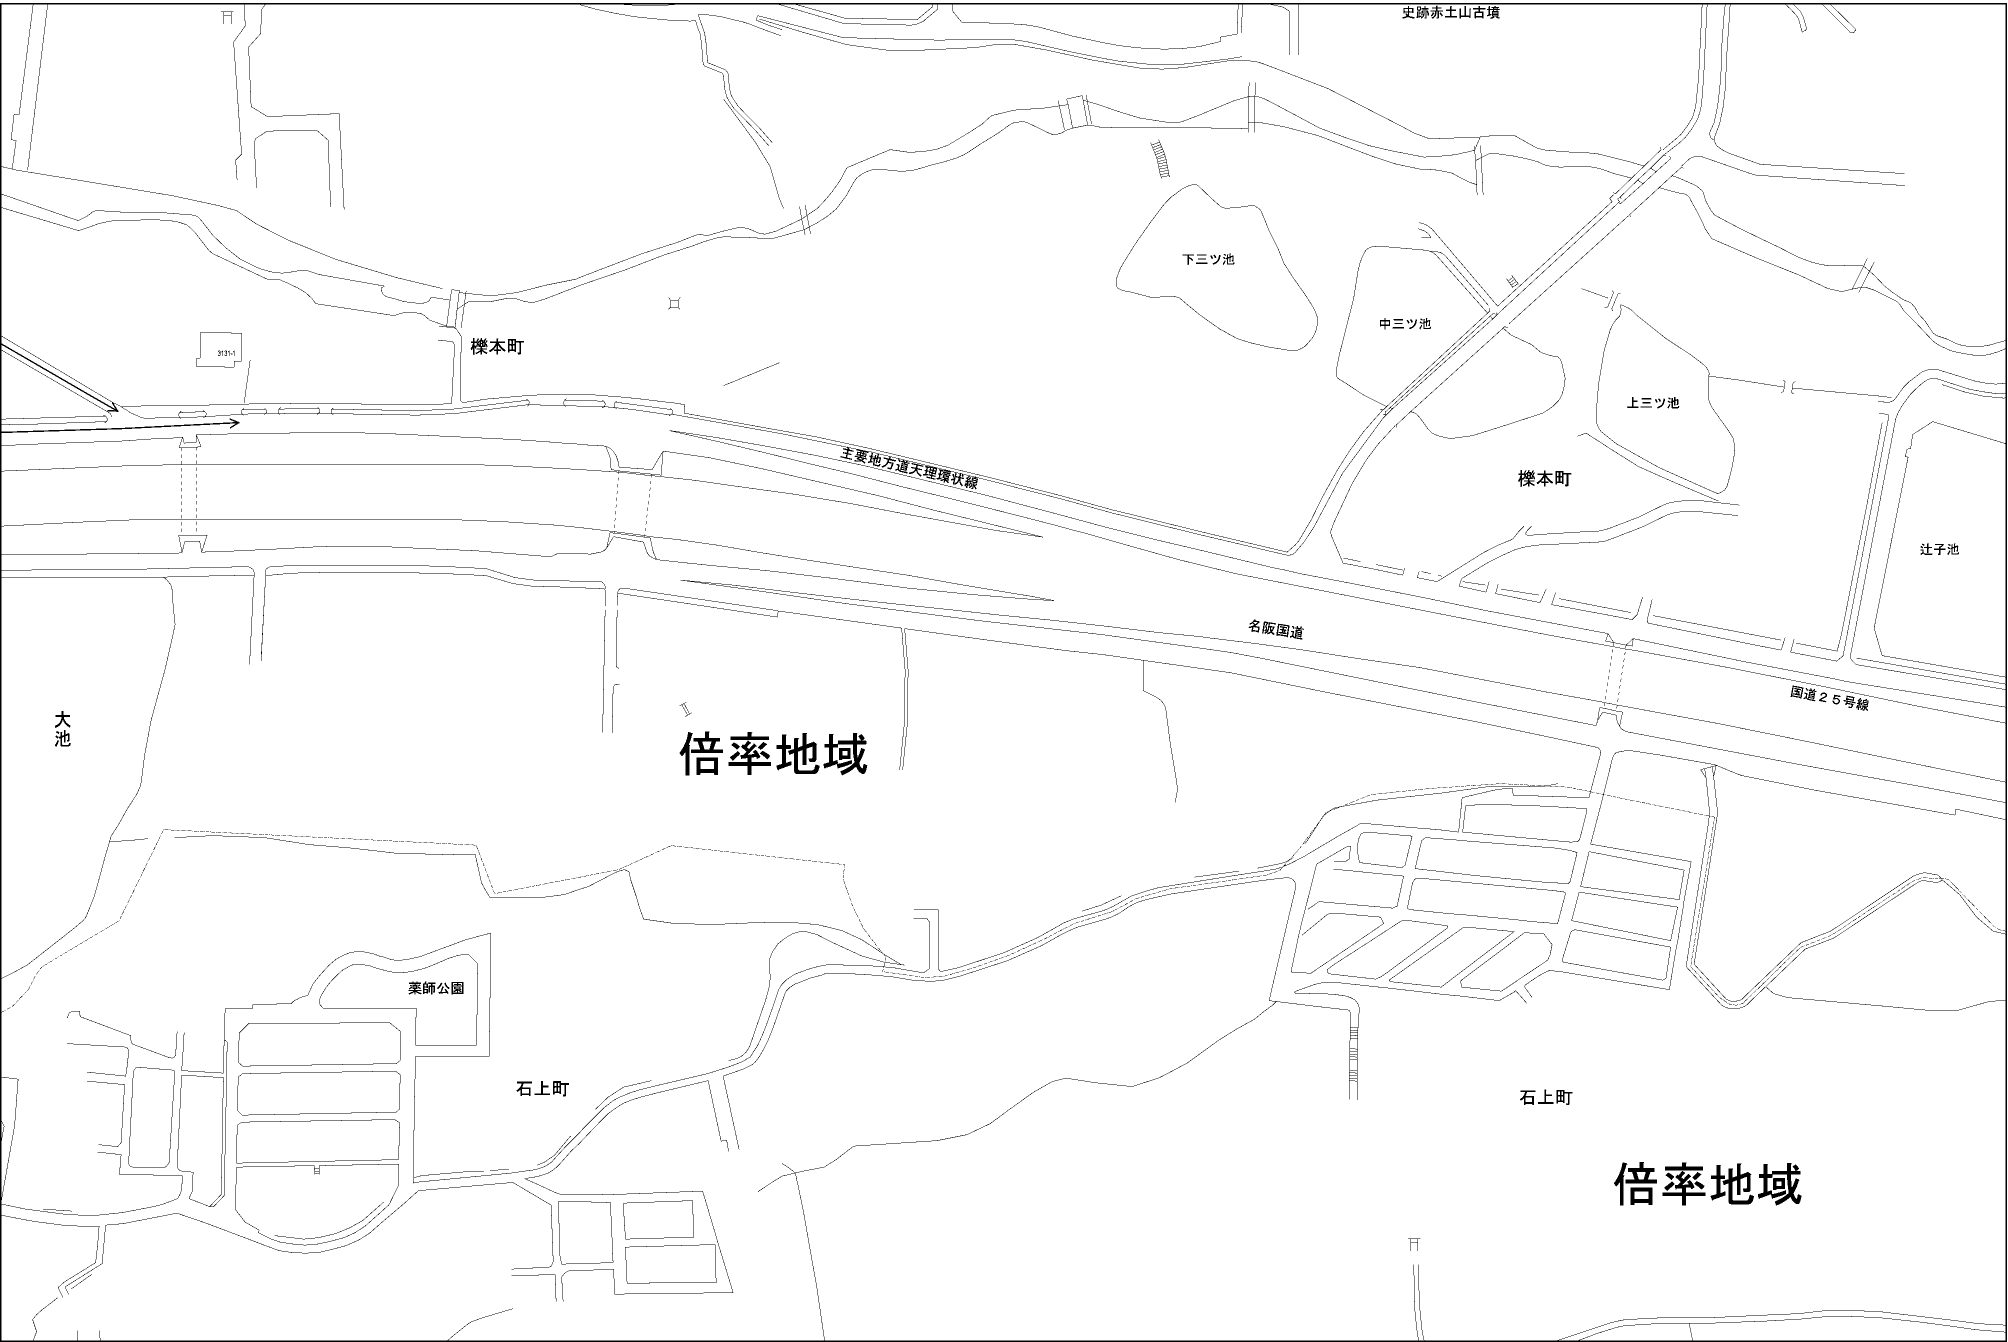 史跡赤土山古墳
下三ツ池
中三ツ池
3131-1
櫟本町
上三ツ池
主要地方道天理環状線
櫟本町
辻子池
名阪国道
国道25号線
大池
倍率地域
薬師公園
石上町
石上町
倍率地域